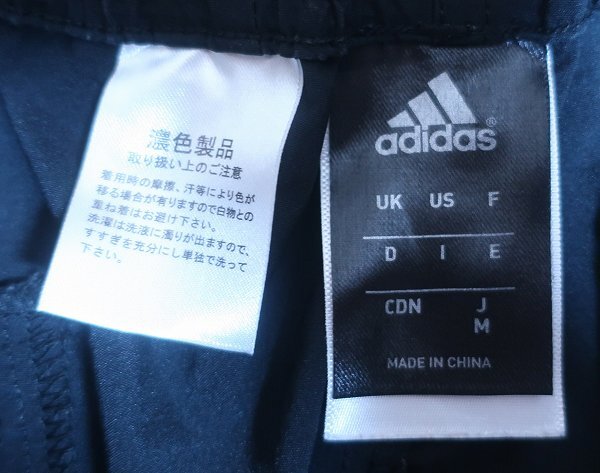 濃色製品
取り扱い上のご注意
着用時の摩擦、汗等により色が
移る場合が有りますので白物との
重ね着はお避け下さい。
洗濯は洗液に濁りが出ますので、
すすぎを充分にし単独で洗って
下さい。
adidas®
UK US F
D I E
CDN J
M
MADE IN CHINA